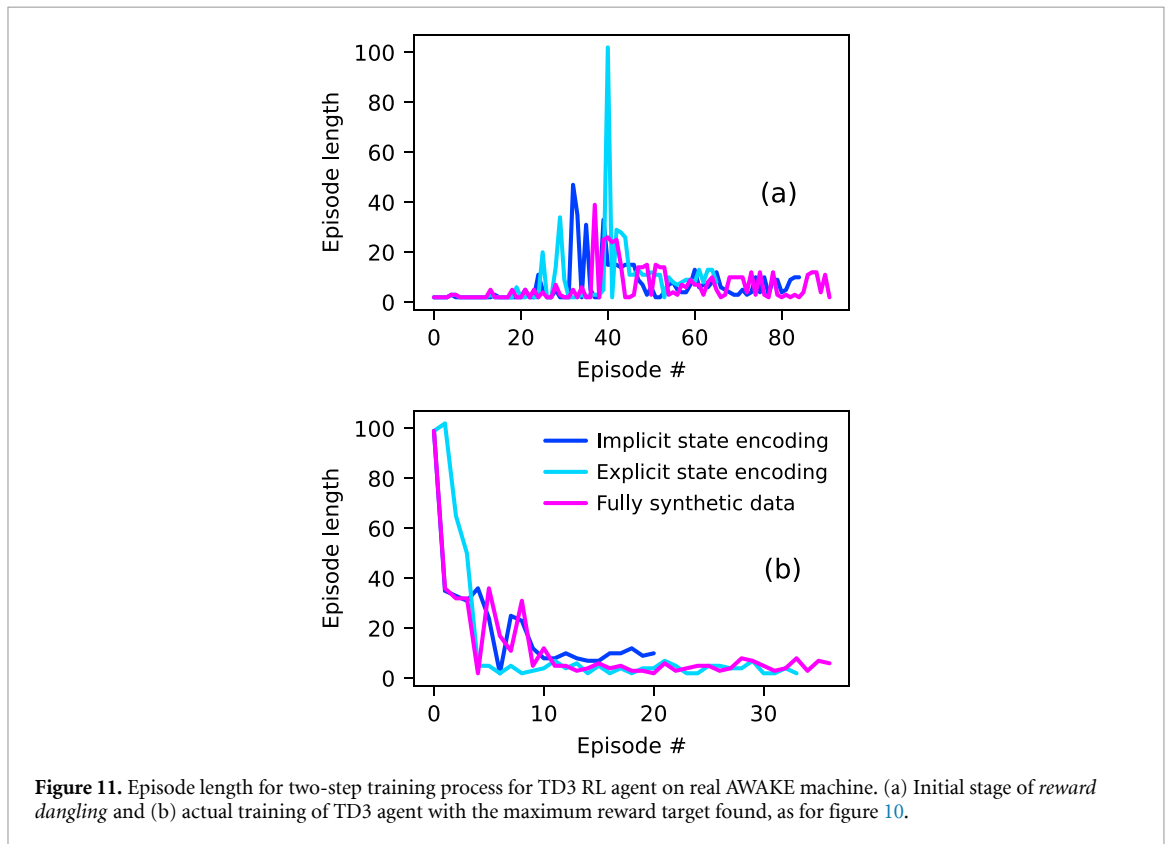 100
80
60
40
20
0
Episode length
(a)
0 20 40 60 80
Episode #
100
80
60
40
20
0
Episode length
Implicit state encoding
Explicit state encoding
Fully synthetic data
(b)
0 10 20 30
Episode #
Figure 11. Episode length for two-step training process for TD3 RL agent on real AWAKE machine. (a) Initial stage of reward
dangling and (b) actual training of TD3 agent with the maximum reward target found, as for figure 10.